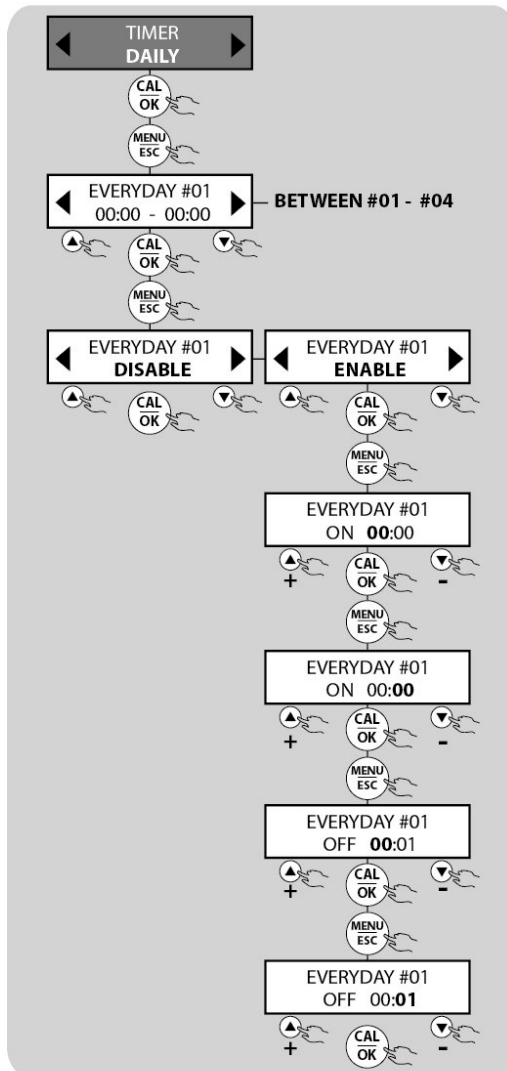 TIMER
DAILY
CAL
OK
MENU
ESC
EVERYDAY #01
00:00 - 00:00
BETWEEN #01 - #04
CAL
OK
MENU
ESC
EVERYDAY #01
DISABLE
EVERYDAY #01
ENABLE
CAL
OK
CAL
OK
MENU
ESC
EVERYDAY #01
ON 00:00
+
CAL
OK
-
MENU
ESC
EVERYDAY #01
ON 00:00
+
CAL
OK
-
MENU
ESC
EVERYDAY #01
OFF 00:01
+
CAL
OK
-
MENU
ESC
EVERYDAY #01
OFF 00:01
+
CAL
OK
-